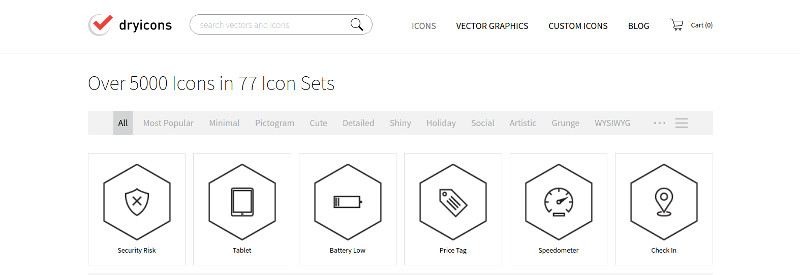 dryicons
search vectors and icons
ICONS
VECTOR GRAPHICS
CUSTOM ICONS
BLOG
Cart (0)
Over 5000 Icons in 77 Icon Sets
All Most Popular Minimal Pictogram Cute Detailed Shiny Holiday Social Artistic Grunge WYSIWYG
Security Risk
Tablet
Battery Low
Price Tag
Speedometer
Check In